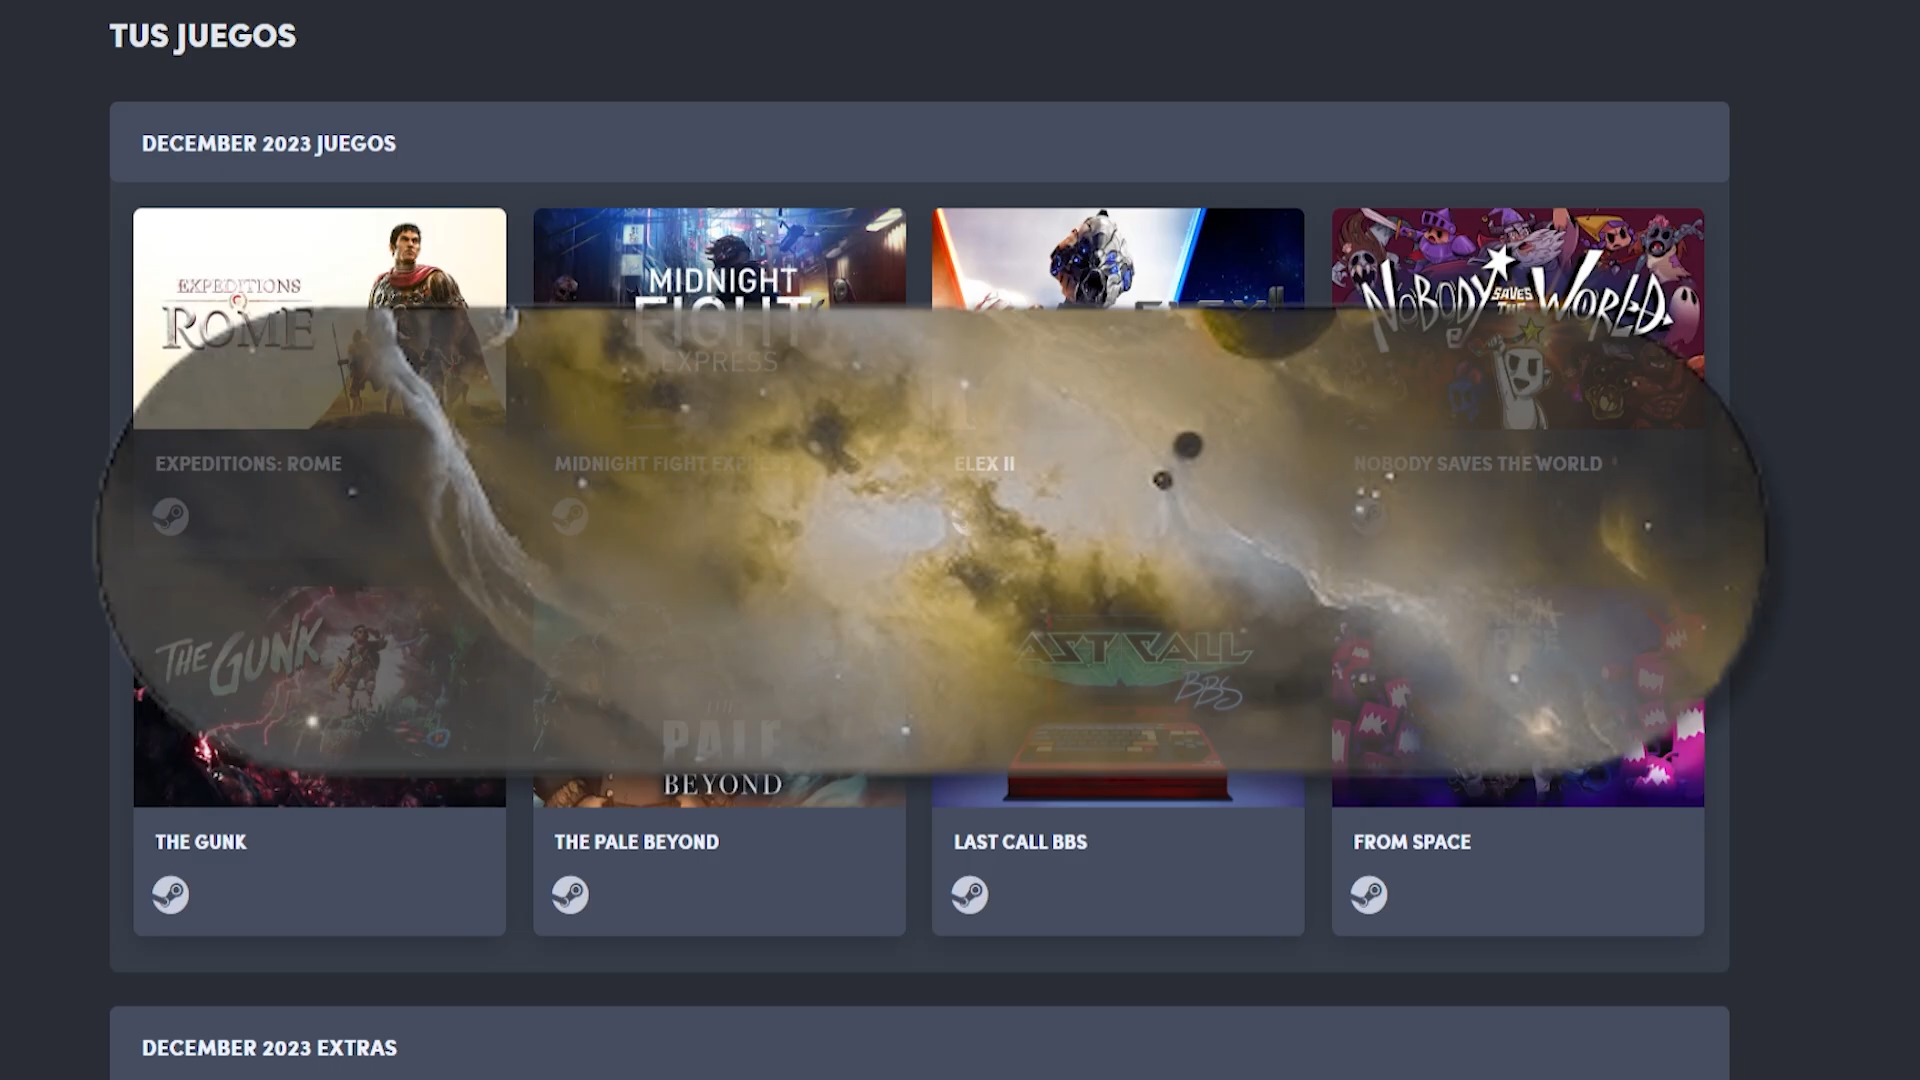 TUS JUEGOS
DECEMBER 2023 JUEGOS
EXPEDITIONS
ROME
MIDNIGHT
FIGHT
EXPRESS
NOBODY SAVES THE WORLD
EXPEDITIONS: ROME
MIDNIGHT FIGHT EXPRESS
ELEX II
NOBODY SAVES THE WORLD
THE GUNK
PALE
BEYOND
CALL
BBS
THE GUNK
THE PALE BEYOND
LAST CALL BBS
FROM SPACE
DECEMBER 2023 EXTRAS